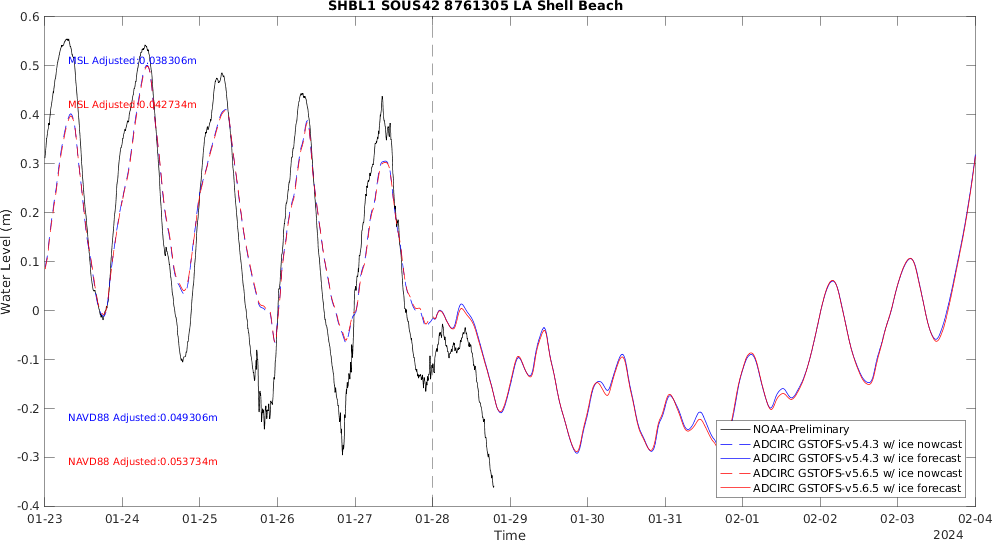 SHBL1 SOUS42 8761305 LA Shell Beach
Water Level (m)
0.6
0.5
0.4
0.3
0.2
0.1
0
-0.1
-0.2
-0.3
-0.4
MSL Adjusted:0.038306m
MSL Adjusted:0.042734m
NAVD88 Adjusted:0.049306m
NAVD88 Adjusted:0.053734m
NOAA-Preliminary
ADCIRC GSTOFS-v5.4.3 w/ ice nowcast
ADCIRC GSTOFS-v5.4.3 w/ ice forecast
ADCIRC GSTOFS-v5.6.5 w/ ice nowcast
ADCIRC GSTOFS-v5.6.5 w/ ice forecast
01-23 01-24 01-25 01-26 01-27 01-28 01-29 01-30 01-31 02-01 02-02 02-03 02-04
Time
2024